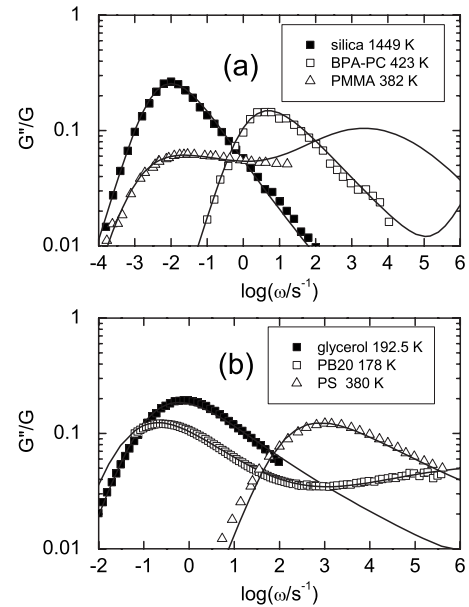 1
(a)
silica 1449 K
BPA-PC 423 K
PMMA 382 K
G''/G
0.1
0.01
-4 -3 -2 -1 0 1 2 3 4 5 6
log(ω/s⁻¹)
1
(b)
glycerol 192.5 K
PB20 178 K
PS 380 K
G''/G
0.1
0.01
-2 -1 0 1 2 3 4 5 6
log(ω/s⁻¹)